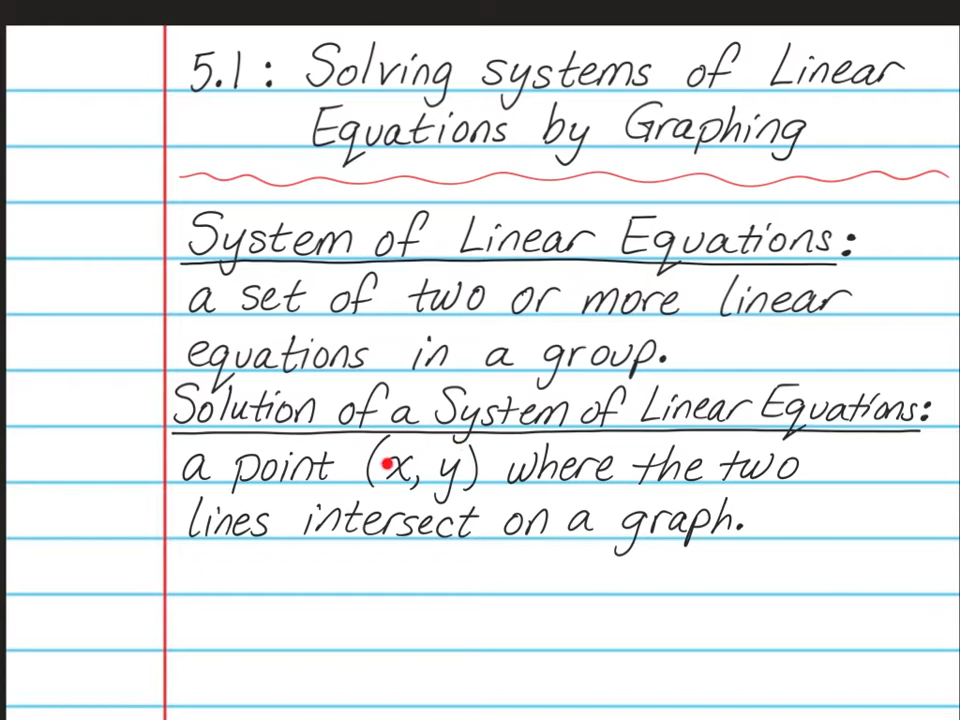 5.1: Solving systems of Linear
Equations by Graphing
System of Linear Equations:
a set of two or more linear
equations in a group.
Solution of a System of Linear Equations:
a point (x, y) where the two
lines intersect on a graph.